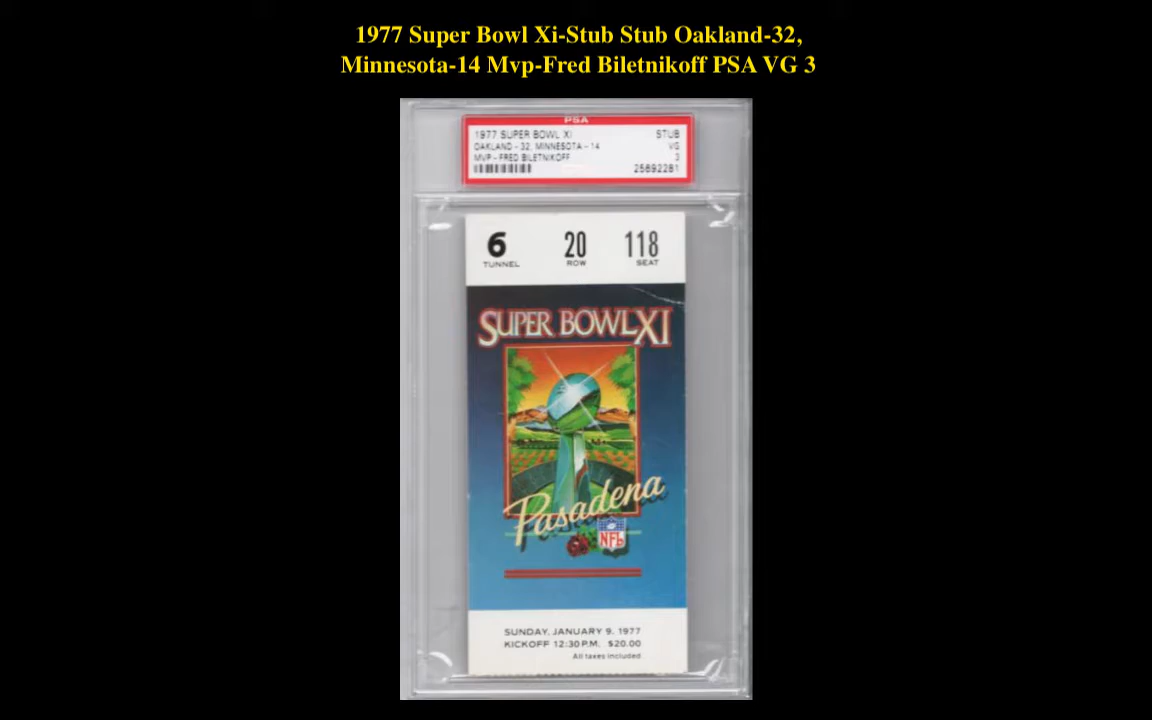 1977 Super Bowl Xi-Stub Stub Oakland-32,
Minnesota-14 Mvp-Fred Biletnikoff PSA VG 3
PSA
1977 SUPER BOWL XI STUB
OAKLAND - 32, MINNESOTA - 14 VG
MVP - FRED BILETNIKOFF 3
25692281
6 20 118
TUNNEL ROW SEAT
SUPER BOWL XI
Pasadena
NFL
SUNDAY, JANUARY 9, 1977
KICKOFF 12:30 P.M. $20.00
All taxes included